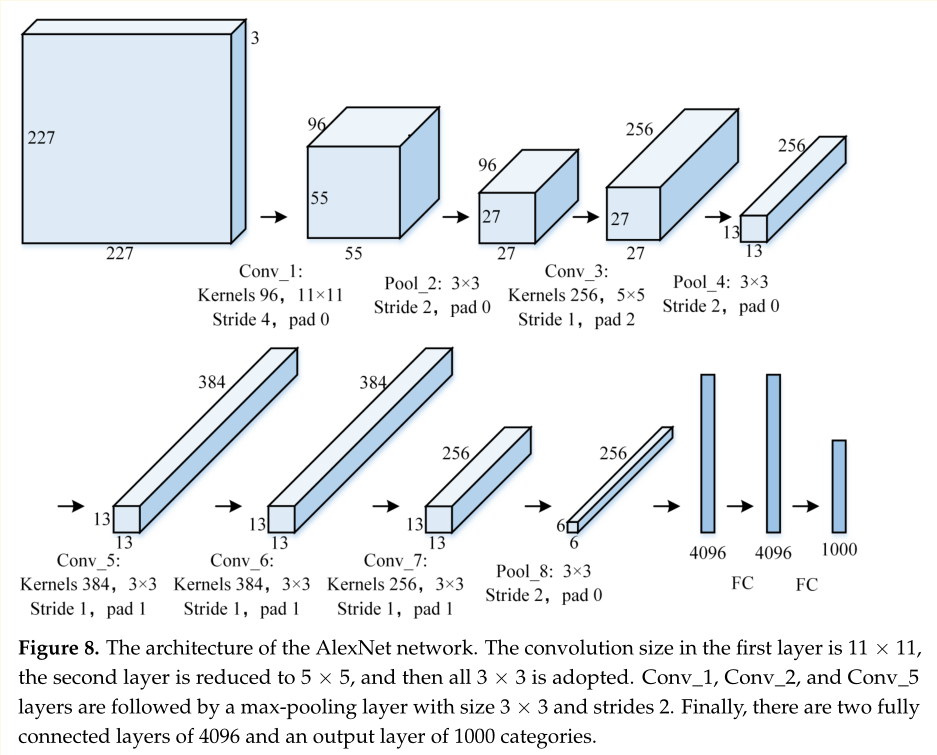 3
227
227
96
55
55
Conv_1:
Kernels 96, 11×11
Stride 4, pad 0
96
27
27
Pool_2: 3×3
Stride 2, pad 0
256
27
27
Conv_3:
Kernels 256, 5×5
Stride 1, pad 2
256
13
13
Pool_4: 3×3
Stride 2, pad 0
384
13
13
Conv_5:
Kernels 384, 3×3
Stride 1, pad 1
384
13
13
Conv_6:
Kernels 384, 3×3
Stride 1, pad 1
256
13
13
Conv_7:
Kernels 256, 3×3
Stride 1, pad 1
256
6
6
Pool_8: 3×3
Stride 2, pad 0
4096
4096
1000
FC
FC
Figure 8. The architecture of the AlexNet network. The convolution size in the first layer is 11 × 11,
the second layer is reduced to 5 × 5, and then all 3 × 3 is adopted. Conv_1, Conv_2, and Conv_5
layers are followed by a max-pooling layer with size 3 × 3 and strides 2. Finally, there are two fully
connected layers of 4096 and an output layer of 1000 categories.